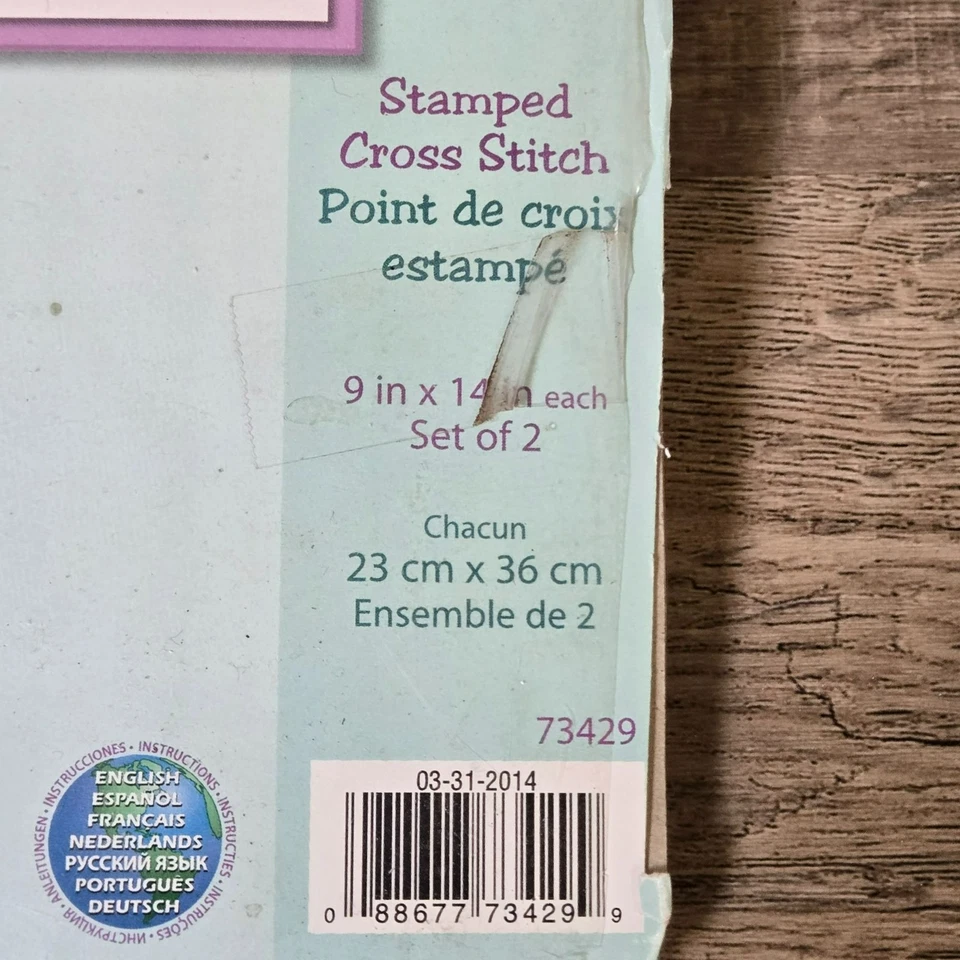 Stamped
Cross Stitch
Point de croix
estampé
9 in x 14 in each
Set of 2
Chacun
23 cm x 36 cm
Ensemble de 2
73429
03-31-2014
0 88677 73429 9
INSTRUCCIONES • INSTRUCTIONS • INSTRUCTIES • INSTRUÇÕES • ИНСТРУКЦИЯ • ANLEITUNGEN •
ENGLISH
ESPAÑOL
FRANÇAIS
NEDERLANDS
РУССКИЙ ЯЗЫК
PORTUGUÊS
DEUTSCH